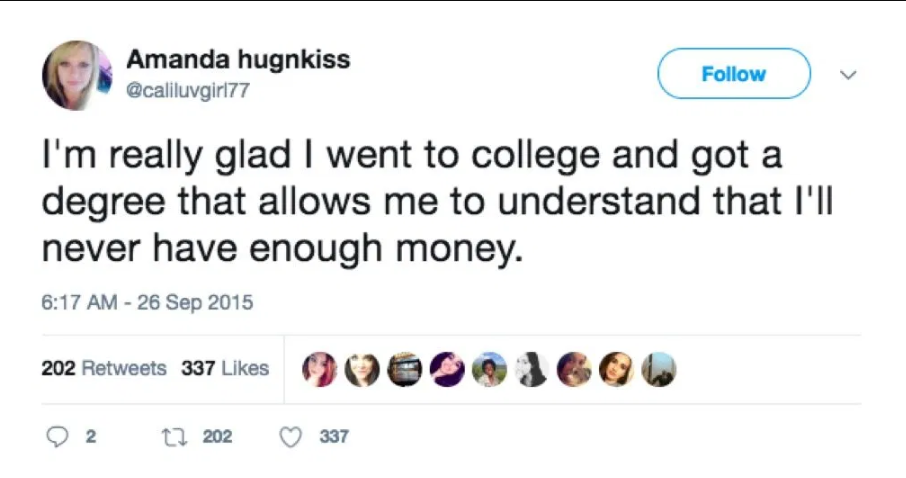 Amanda hugnkiss
@caliluvgirl77
Follow
I'm really glad I went to college and got a
degree that allows me to understand that I'll
never have enough money.
6:17 AM - 26 Sep 2015
202 Retweets 337 Likes
2 202 337